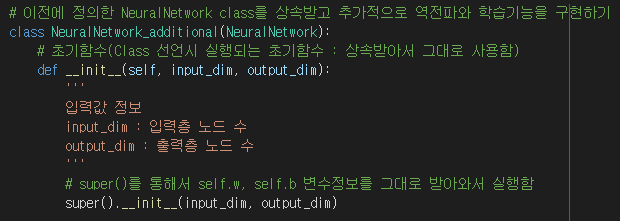 # 이전에 정의한 NeuralNetwork class를 상속받고 추가적으로 역전파와 학습기능을 구현하기
class NeuralNetwork_additional(NeuralNetwork):
# 초기함수(Class 선언시 실행되는 초기함수 : 상속받아서 그대로 사용함)
def __init__(self, input_dim, output_dim):
'''
입력값 정보
input_dim : 입력층 노드 수
output_dim : 출력층 노드 수
'''
# super()를 통해서 self.w, self.b 변수정보를 그대로 받아와서 실행함
super().__init__(input_dim, output_dim)